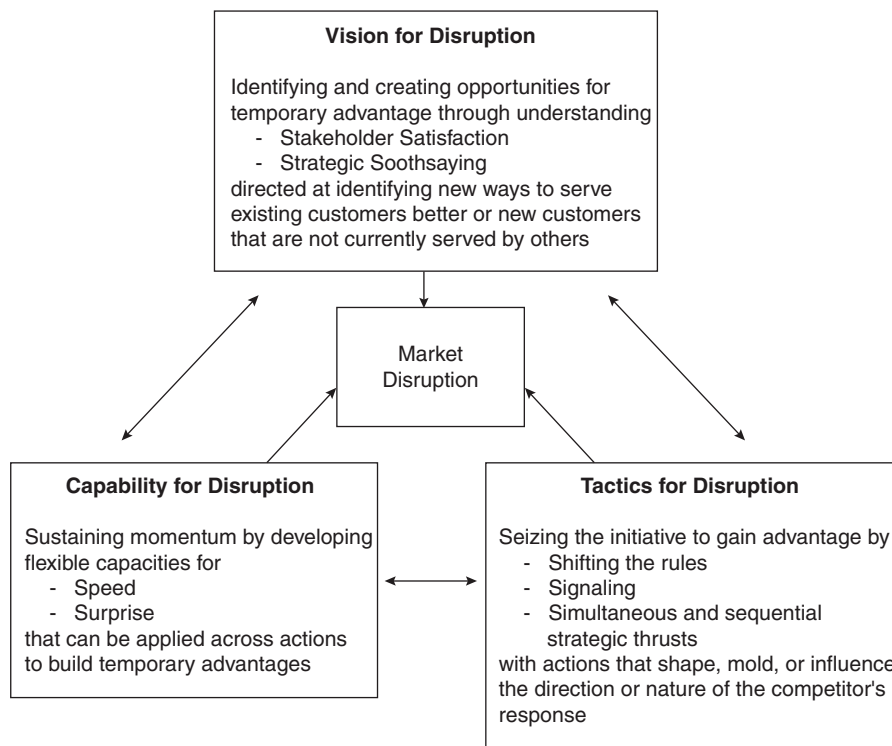 Vision for Disruption
Identifying and creating opportunities for
temporary advantage through understanding
- Stakeholder Satisfaction
- Strategic Soothsaying
directed at identifying new ways to serve
existing customers better or new customers
that are not currently served by others
Market
Disruption
Capability for Disruption
Sustaining momentum by developing
flexible capacities for
- Speed
- Surprise
that can be applied across actions
to build temporary advantages
Tactics for Disruption
Seizing the initiative to gain advantage by
- Shifting the rules
- Signaling
- Simultaneous and sequential
strategic thrusts
with actions that shape, mold, or influence
the direction or nature of the competitor's
response